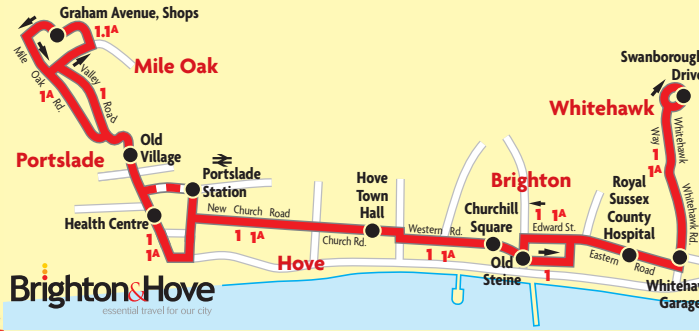 Graham Avenue, Shops
1.1A
Mile Oak Rd.
1A
Valley Road
1
Mile Oak
Swanborough
Drive
Whitehawk
Whitehawk Way
1
1A
Whitehawk Rd.
Portslade
Old
Village
Portslade
Station
Health Centre
1
1A
New Church Road
1 1A
Hove
Town
Hall
Church Rd.
Hove
Western Rd.
1 1A
Brighton
Churchill
Square
1 1A
Edward St.
Old
Steine
1
Royal
Sussex
County
Hospital
Eastern Road
Whitehaw
Garage
Brighton&Hove
essential travel for our city